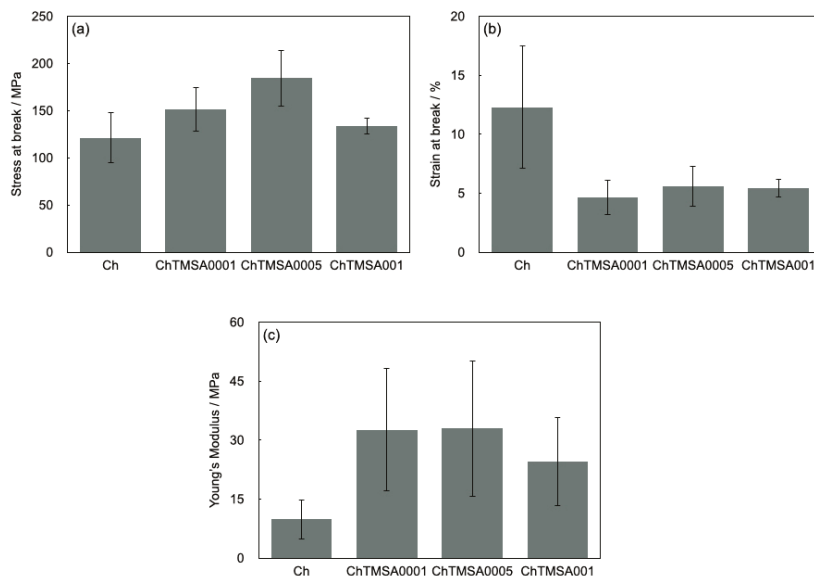 (a)
Stress at break / MPa
250
200
150
100
50
0
Ch ChTMSA0001 ChTMSA0005 ChTMSA001
(b)
Strain at break / %
20
15
10
5
0
Ch ChTMSA0001 ChTMSA0005 ChTMSA001
(c)
Young's Modulus / MPa
60
45
30
15
0
Ch ChTMSA0001 ChTMSA0005 ChTMSA001